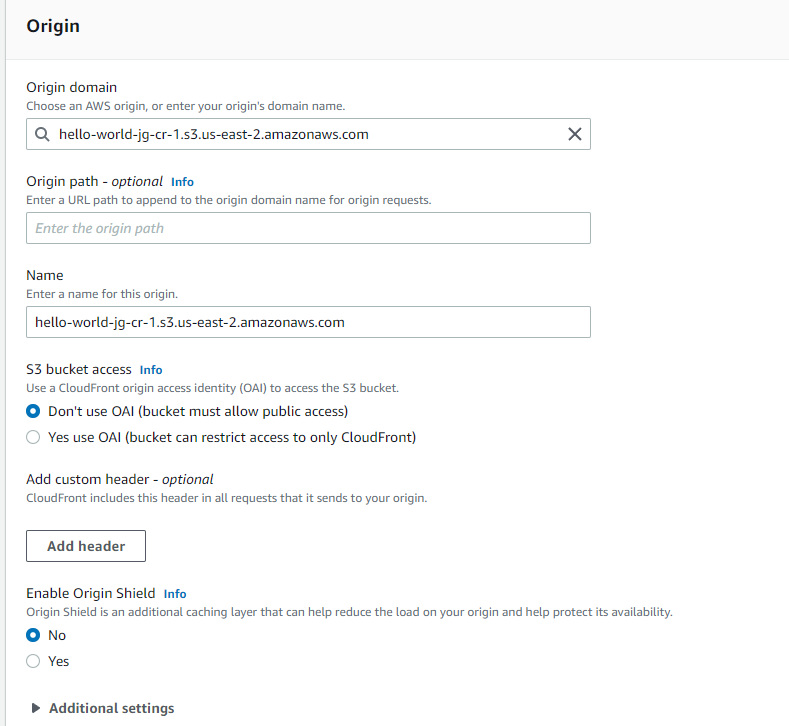 Origin
Origin domain
Choose an AWS origin, or enter your origin's domain name.
hello-world-jg-cr-1.s3.us-east-2.amazonaws.com
Origin path - optional Info
Enter a URL path to append to the origin domain name for origin requests.
Enter the origin path
Name
Enter a name for this origin.
hello-world-jg-cr-1.s3.us-east-2.amazonaws.com
S3 bucket access Info
Use a CloudFront origin access identity (OAI) to access the S3 bucket.
Don't use OAI (bucket must allow public access)
Yes use OAI (bucket can restrict access to only CloudFront)
Add custom header - optional
CloudFront includes this header in all requests that it sends to your origin.
Add header
Enable Origin Shield Info
Origin Shield is an additional caching layer that can help reduce the load on your origin and help protect its availability.
No
Yes
Additional settings